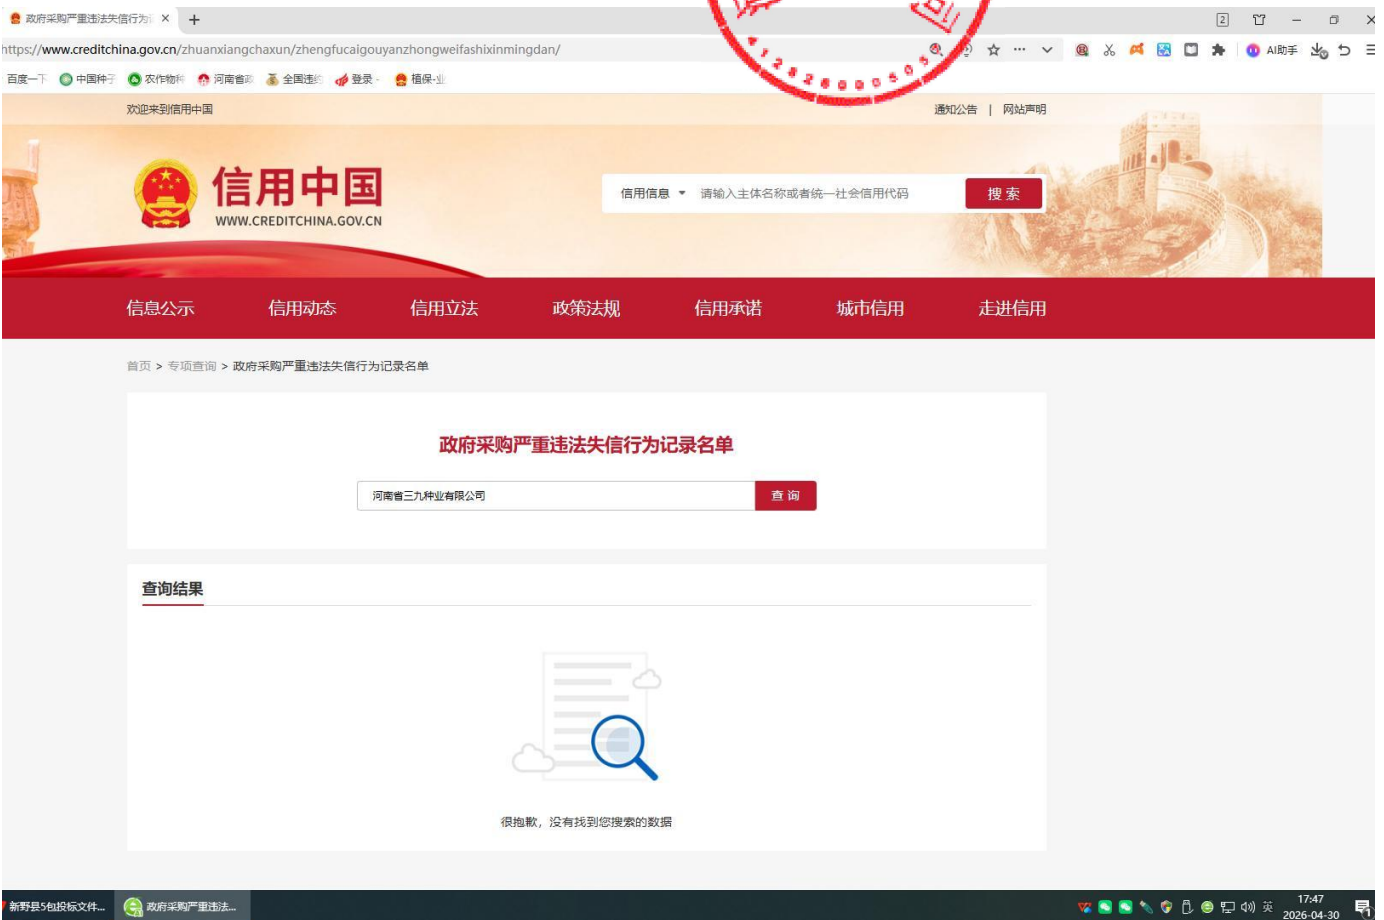 政府采购严重违法失信行为
2
https://www.creditchina.gov.cn/zhuanxiangchaxun/zhengfucaigouyanzhongweifashixinmingdan/
AI助手
百度一下 中国种子 农作物种 河南省政 全国违约 登录 - 植保-业
欢迎来到信用中国
通知公告 | 网站声明
信用中国
WWW.CREDITCHINA.GOV.CN
信用信息 请输入主体名称或者统一社会信用代码 搜索
信息公示 信用动态 信用立法 政策法规 信用承诺 城市信用 走进信用
首页 > 专项查询 > 政府采购严重违法失信行为记录名单
政府采购严重违法失信行为记录名单
河南省三九种业有限公司 查询
查询结果
很抱歉，没有找到您搜索的数据
新野县5包投标文件... 政府采购严重违法... 英 17:47
2026-04-30